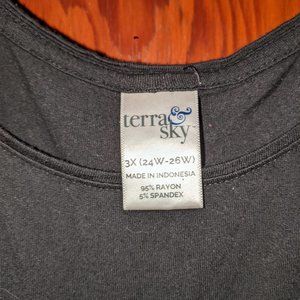 terra &
sky
3X (24W-26W)
MADE IN INDONESIA
95% RAYON
5% SPANDEX